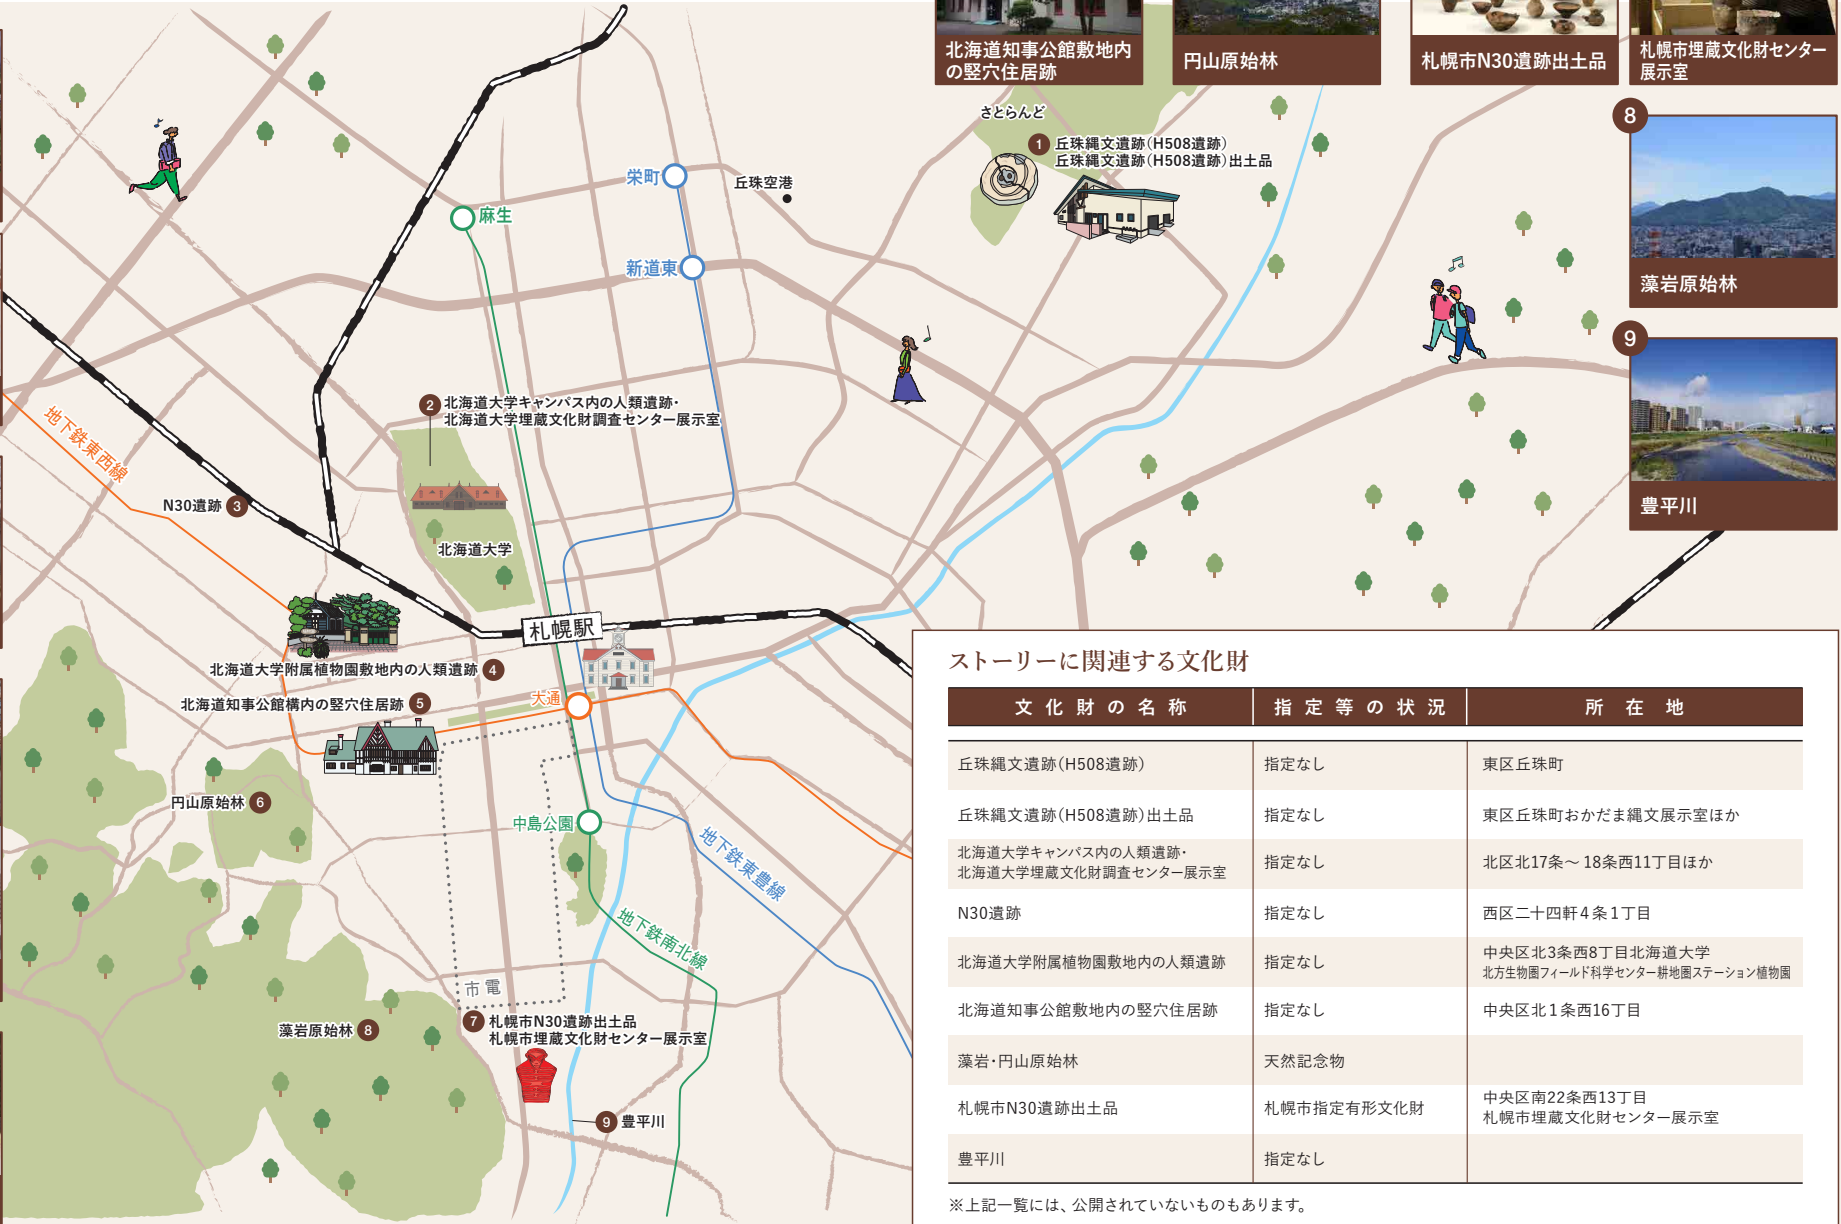 北海道知事公館敷地内
の竪穴住居跡
円山原始林
札幌市N30遺跡出土品
札幌市埋蔵文化財センター
展示室
8
藻岩原始林
9
豊平川
さとらんど
1 丘珠縄文遺跡(H508遺跡)
丘珠縄文遺跡(H508遺跡)出土品
栄町
丘珠空港
麻生
新道東
2 北海道大学キャンパス内の人類遺跡・
北海道大学埋蔵文化財調査センター展示室
地下鉄東西線
N30遺跡 3
北海道大学
札幌駅
北海道大学附属植物園敷地内の人類遺跡 4
大通
北海道知事公館構内の竪穴住居跡 5
円山原始林 6
中島公園
地下鉄東豊線
地下鉄南北線
市電
7 札幌市N30遺跡出土品
札幌市埋蔵文化財センター展示室
藻岩原始林 8
9 豊平川
ストーリーに関連する文化財
文化財の名称 指定等の状況 所在地
丘珠縄文遺跡(H508遺跡) 指定なし 東区丘珠町
丘珠縄文遺跡(H508遺跡)出土品 指定なし 東区丘珠町おかだま縄文展示室ほか
北海道大学キャンパス内の人類遺跡・
北海道大学埋蔵文化財調査センター展示室 指定なし 北区北17条～18条西11丁目ほか
N30遺跡 指定なし 西区二十四軒4条1丁目
北海道大学附属植物園敷地内の人類遺跡 指定なし 中央区北3条西8丁目北海道大学
北方生物圏フィールド科学センター耕地圏ステーション植物園
北海道知事公館敷地内の竪穴住居跡 指定なし 中央区北1条西16丁目
藻岩・円山原始林 天然記念物
札幌市N30遺跡出土品 札幌市指定有形文化財 中央区南22条西13丁目
札幌市埋蔵文化財センター展示室
豊平川 指定なし
※上記一覧には、公開されていないものもあります。